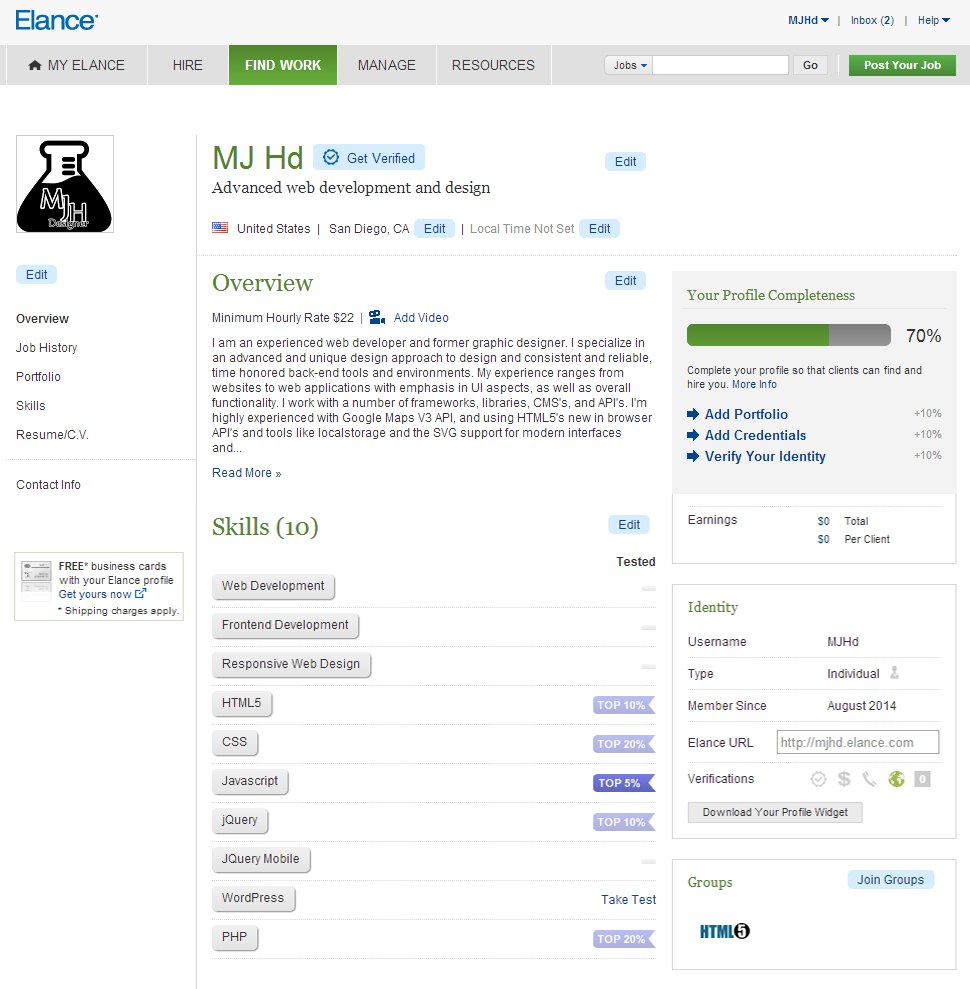 Elance
MJHd | Inbox (2) | Help
MY ELANCE HIRE FIND WORK MANAGE RESOURCES Jobs Go Post Your Job
MJH
Designer
Edit
Overview
Job History
Portfolio
Skills
Resume/C.V.
Contact Info
FREE* business cards
with your Elance profile
Get yours now
* Shipping charges apply.
MJ Hd Get Verified Edit
Advanced web development and design
United States | San Diego, CA Edit | Local Time Not Set Edit
Overview Edit
Minimum Hourly Rate $22 | Add Video
I am an experienced web developer and former graphic designer. I specialize in
an advanced and unique design approach to design and consistent and reliable,
time honored back-end tools and environments. My experience ranges from
websites to web applications with emphasis in UI aspects, as well as overall
functionality. I work with a number of frameworks, libraries, CMS's, and API's. I'm
highly experienced with Google Maps V3 API, and using HTML5's new in browser
API's and tools like localstorage and the SVG support for modern interfaces
and...
Read More »
Skills (10) Edit
Tested
Web Development
Frontend Development
Responsive Web Design
HTML5 TOP 10%
CSS TOP 20%
Javascript TOP 5%
jQuery TOP 10%
JQuery Mobile
WordPress Take Test
PHP TOP 20%
Your Profile Completeness
70%
Complete your profile so that clients can find and
hire you. More Info
Add Portfolio +10%
Add Credentials +10%
Verify Your Identity +10%
Earnings $0 Total
$0 Per Client
Identity
Username MJHd
Type Individual
Member Since August 2014
Elance URL http://mjhd.elance.com
Verifications $ 0
Download Your Profile Widget
Groups Join Groups
HTML5